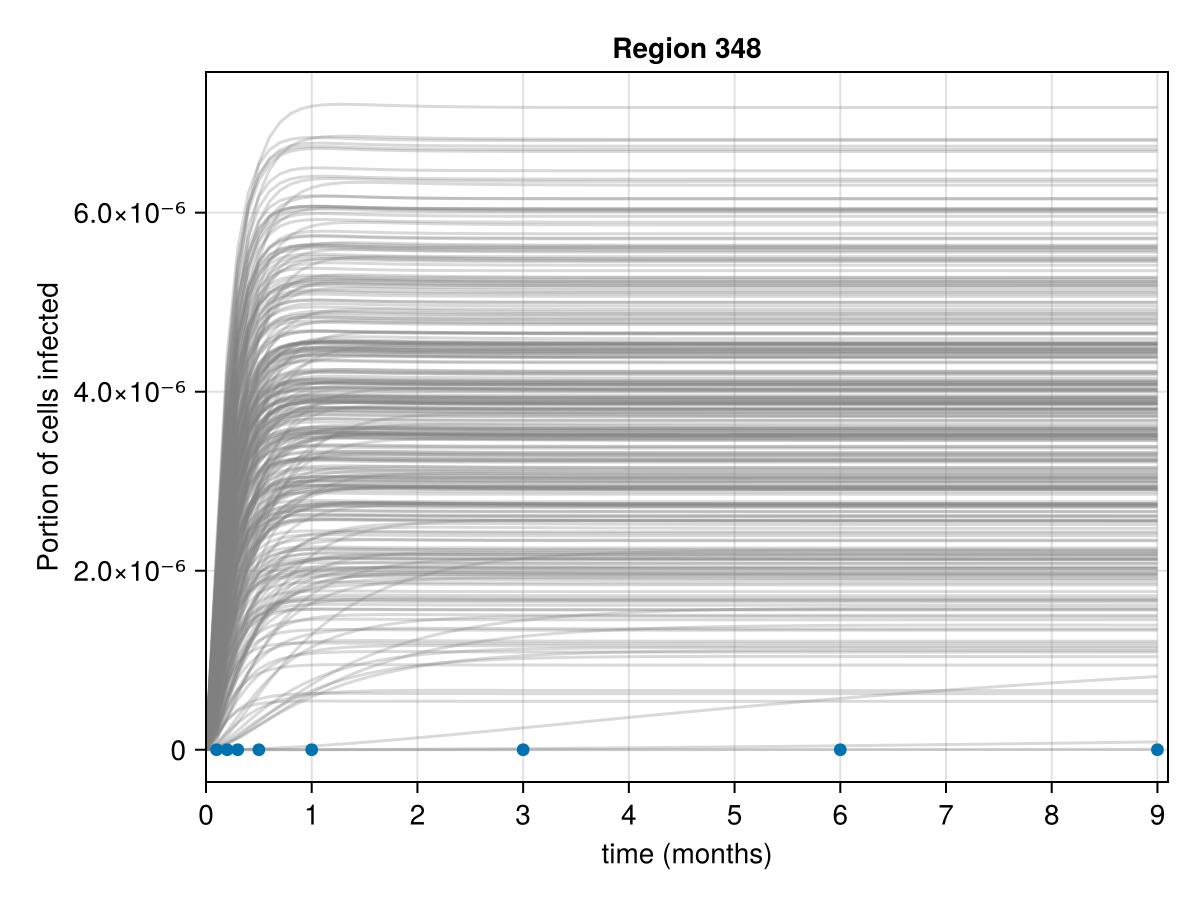 Region 348
Portion of cells infected
6.0×10⁻⁶
4.0×10⁻⁶
2.0×10⁻⁶
0
0 1 2 3 4 5 6 7 8 9
time (months)